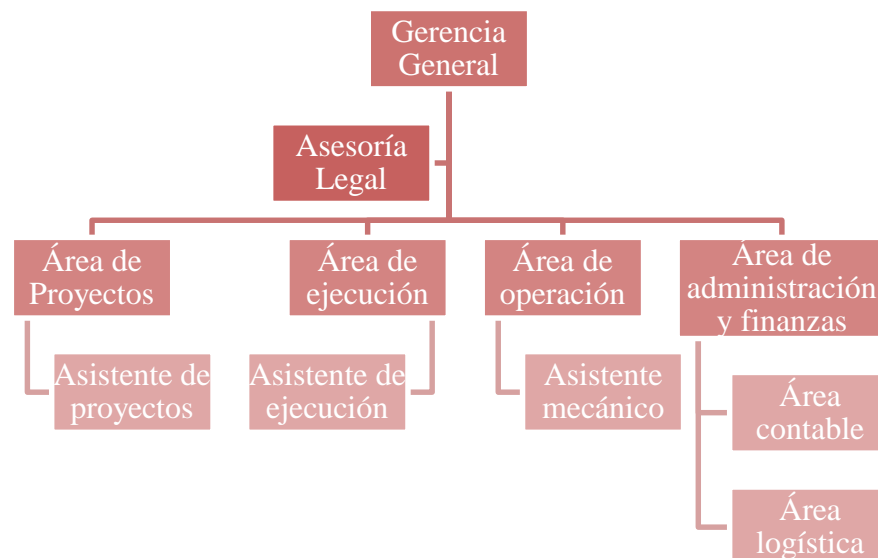 Gerencia
General
Asesoría
Legal
Área de
Proyectos
Área de
ejecución
Área de
operación
Área de
administración
y finanzas
Asistente de
proyectos
Asistente de
ejecución
Asistente
mecánico
Área
contable
Área
logística